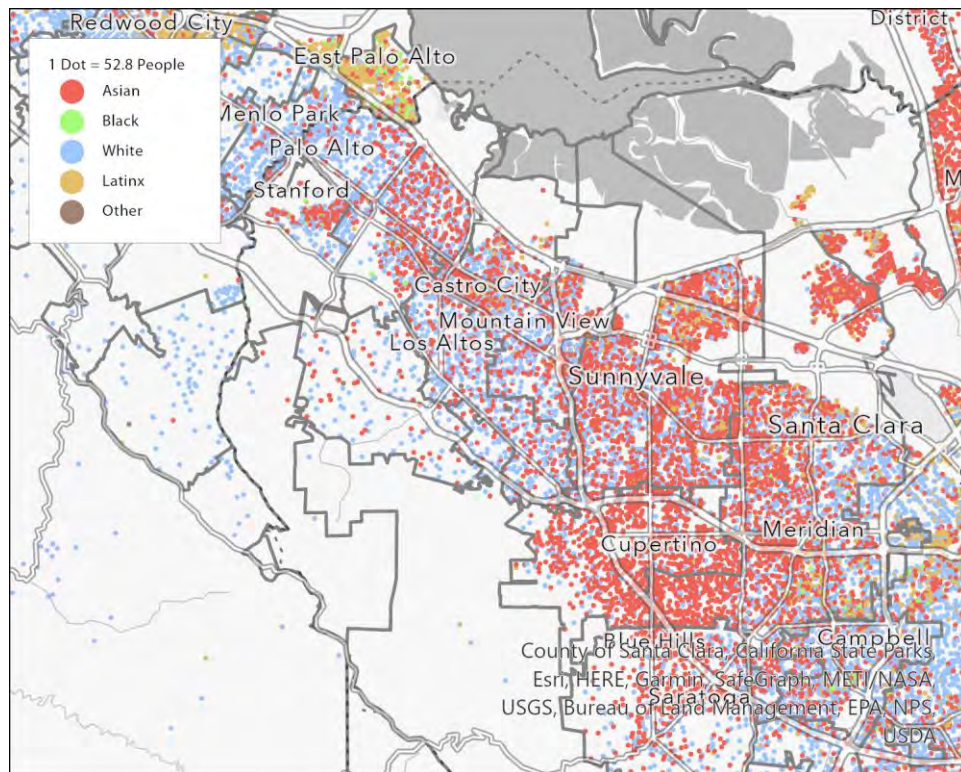 Redwood City
District
East Palo Alto
1 Dot = 52.8 People
Asian
Black
White
Latinx
Other
Menlo Park
Palo Alto
Stanford
Castro City
Mountain View
Los Altos
Sunnyvale
Santa Clara
Meridian
Cupertino
Blue Hills
Campbell
Saratoga
County of Santa Clara, California State Parks,
Esri, HERE, Garmin, SafeGraph, METI/NASA,
USGS, Bureau of Land Management, EPA, NPS,
USDA